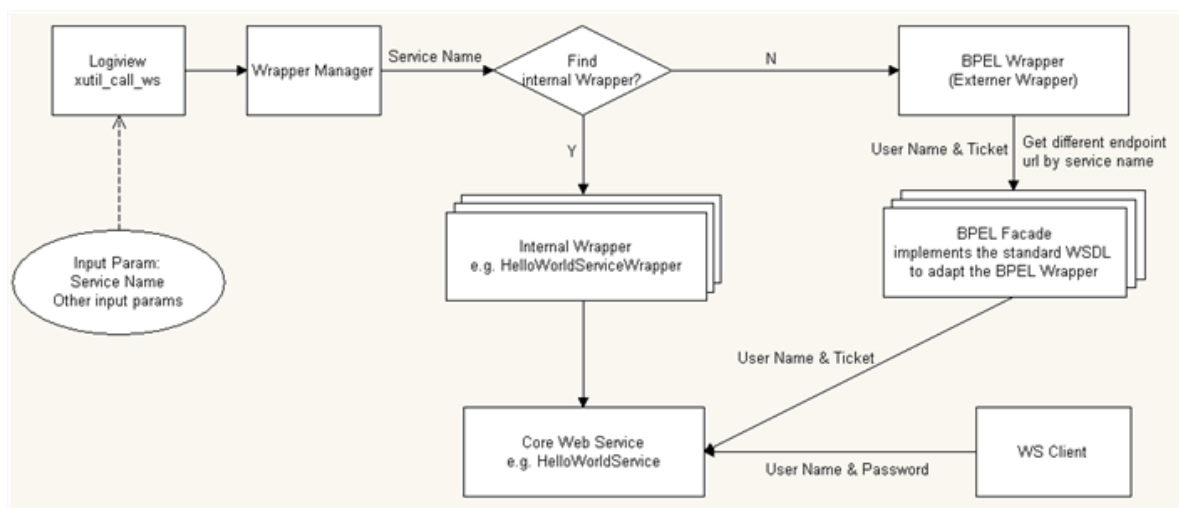 Logiview
xutil_call_ws
Wrapper Manager
Service Name
Find
internal Wrapper?
N
BPEL Wrapper
(Externer Wrapper)
Y
User Name & Ticket
Get different endpoint
url by service name
Input Param:
Service Name
Other input params
Internal Wrapper
e.g. HelloWorldServiceWrapper
BPEL Facade
implements the standard WSDL
to adapt the BPEL Wrapper
User Name & Ticket
Core Web Service
e.g. HelloWorldService
User Name & Password
WS Client